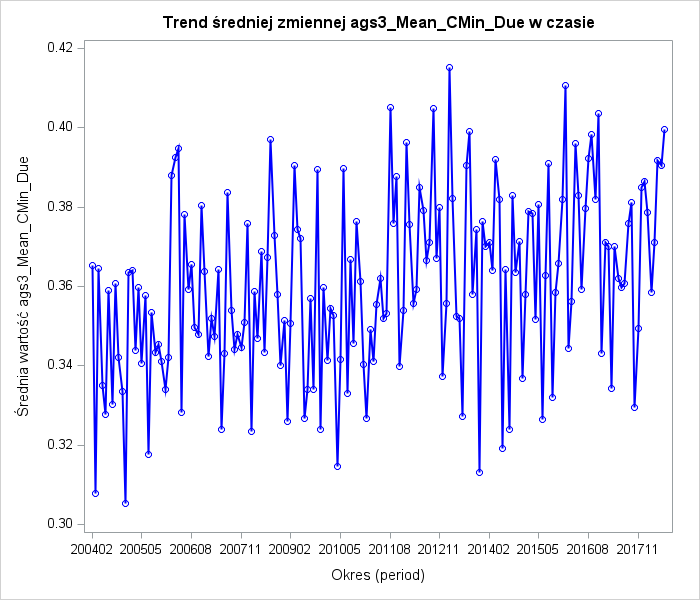 Trend średniej zmiennej ags3_Mean_CMin_Due w czasie
0.42
0.40
0.38
0.36
0.34
0.32
0.30
Średnia wartość ags3_Mean_CMin_Due
200402 200505 200608 200711 200902 201005 201108 201211 201402 201505 201608 201711
Okres (period)